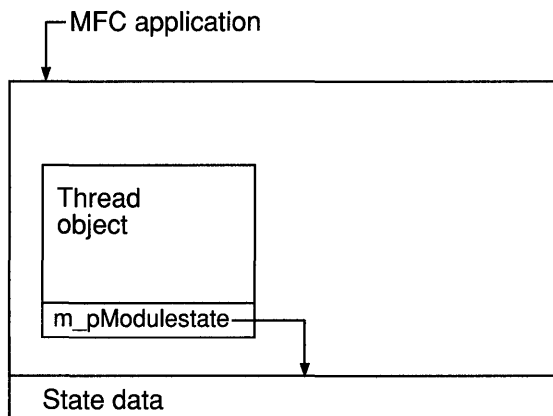 MFC application
Thread
object
m_pModulestate
State data